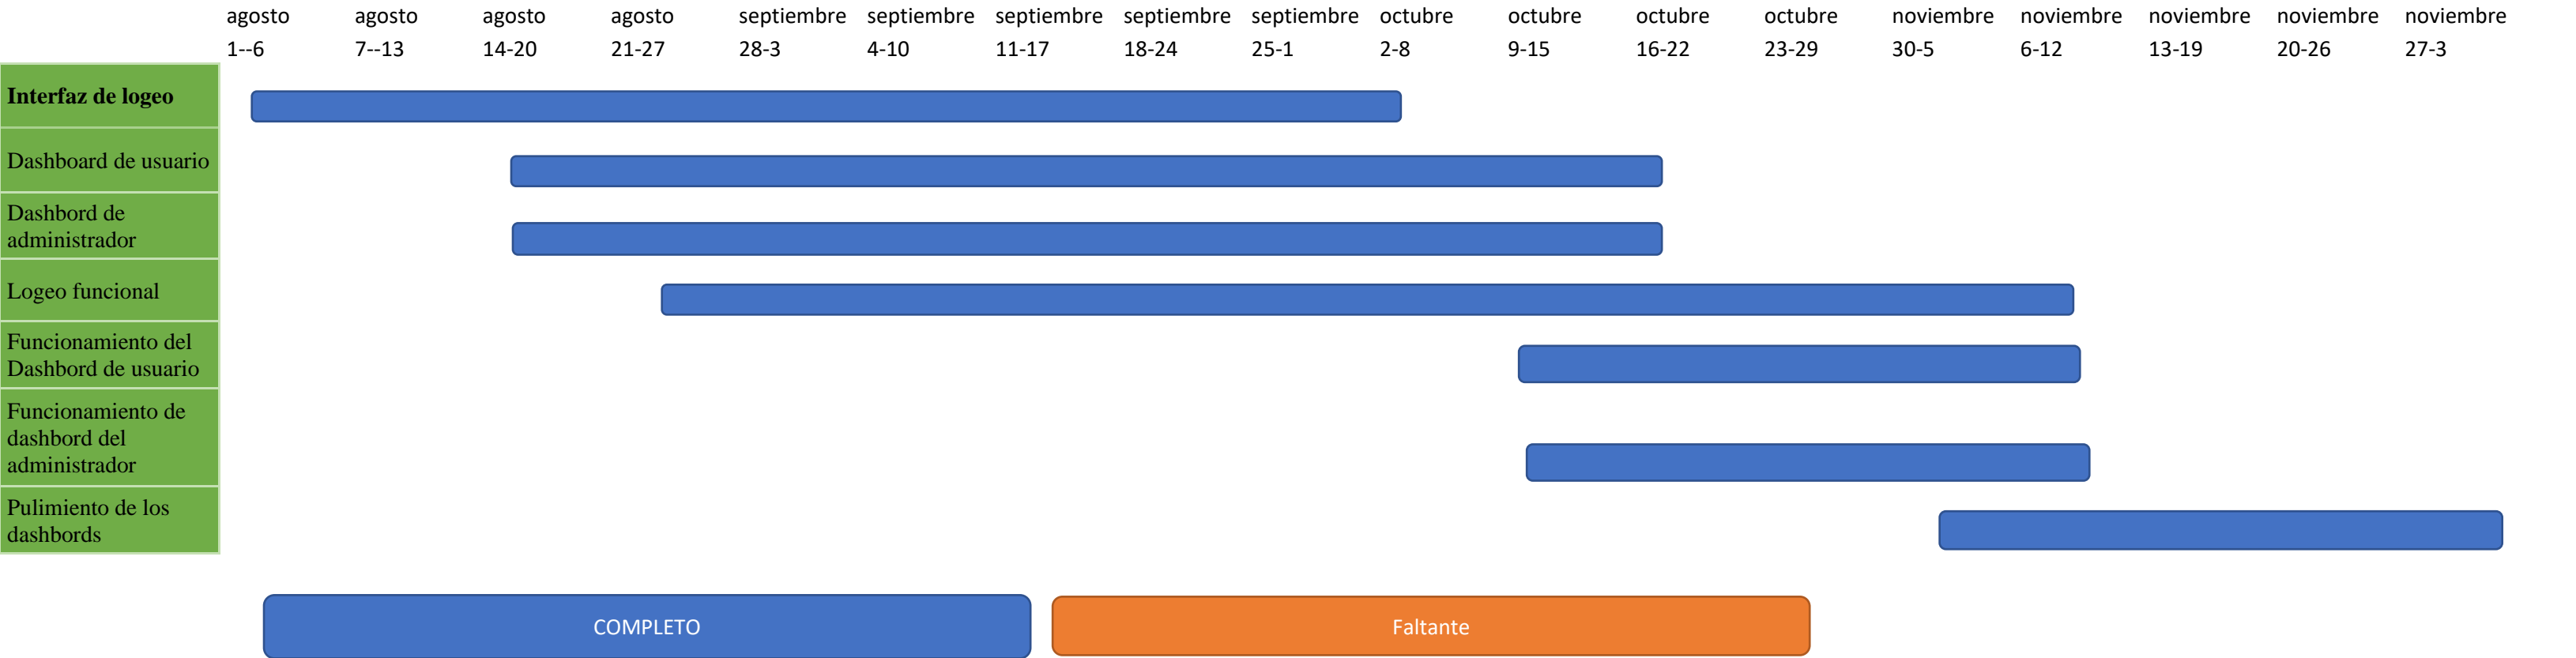 agosto agosto agosto agosto septiembre septiembre septiembre septiembre septiembre octubre octubre octubre octubre noviembre noviembre noviembre noviembre noviembre
1--6 7--13 14-20 21-27 28-3 4-10 11-17 18-24 25-1 2-8 9-15 16-22 23-29 30-5 6-12 13-19 20-26 27-3
Interfaz de logeo
Dashboard de usuario
Dashbord de
administrador
Logeo funcional
Funcionamiento del
Dashbord de usuario
Funcionamiento de
dashbord del
administrador
Pulimiento de los
dashbords
COMPLETO Faltante